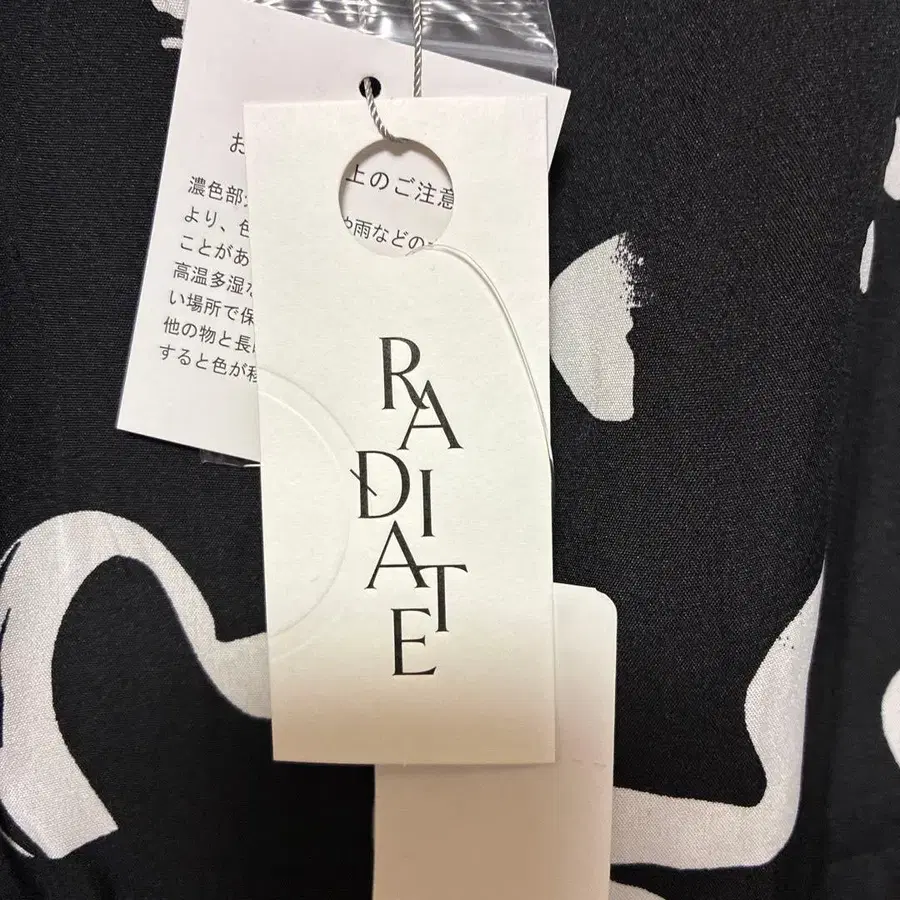 お
上のご注意
濃色部
や雨などの
より、色
ことがあ
高温多湿な
い場所で保
他の物と長
すると色が移
RADIATE